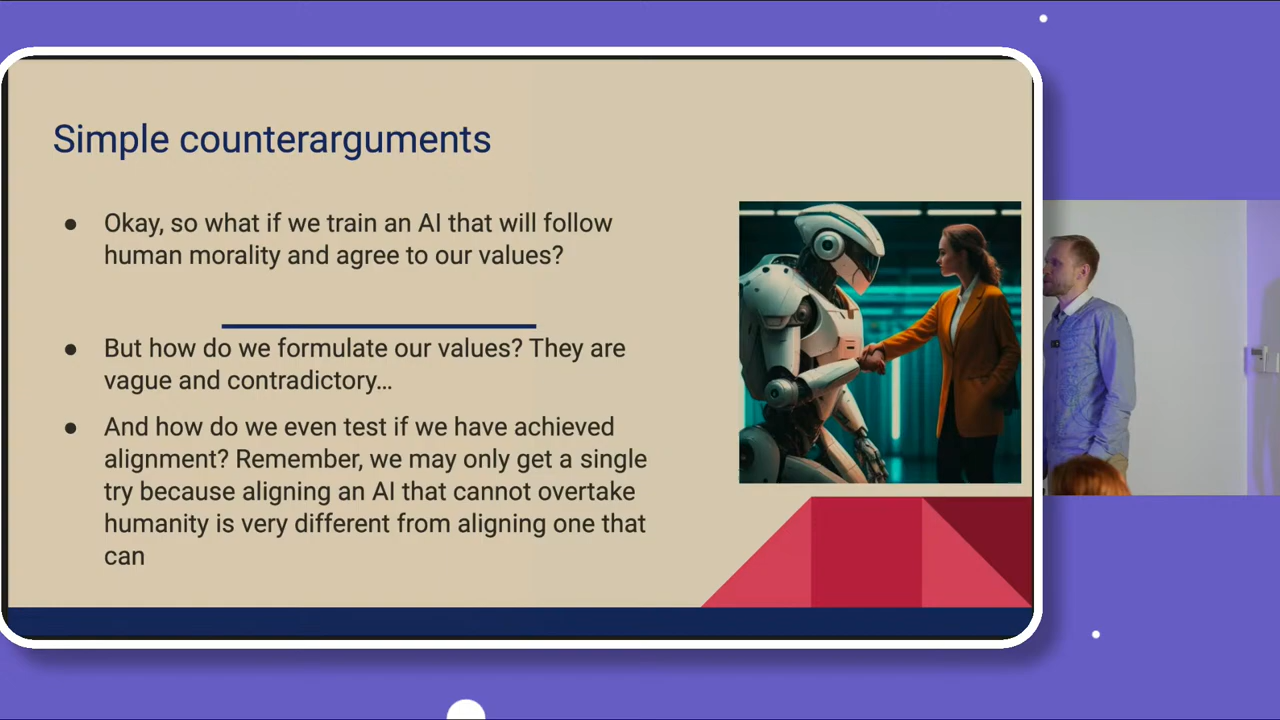 Simple counterarguments
● Okay, so what if we train an AI that will follow
human morality and agree to our values?
● But how do we formulate our values? They are
vague and contradictory...
● And how do we even test if we have achieved
alignment? Remember, we may only get a single
try because aligning an AI that cannot overtake
humanity is very different from aligning one that
can